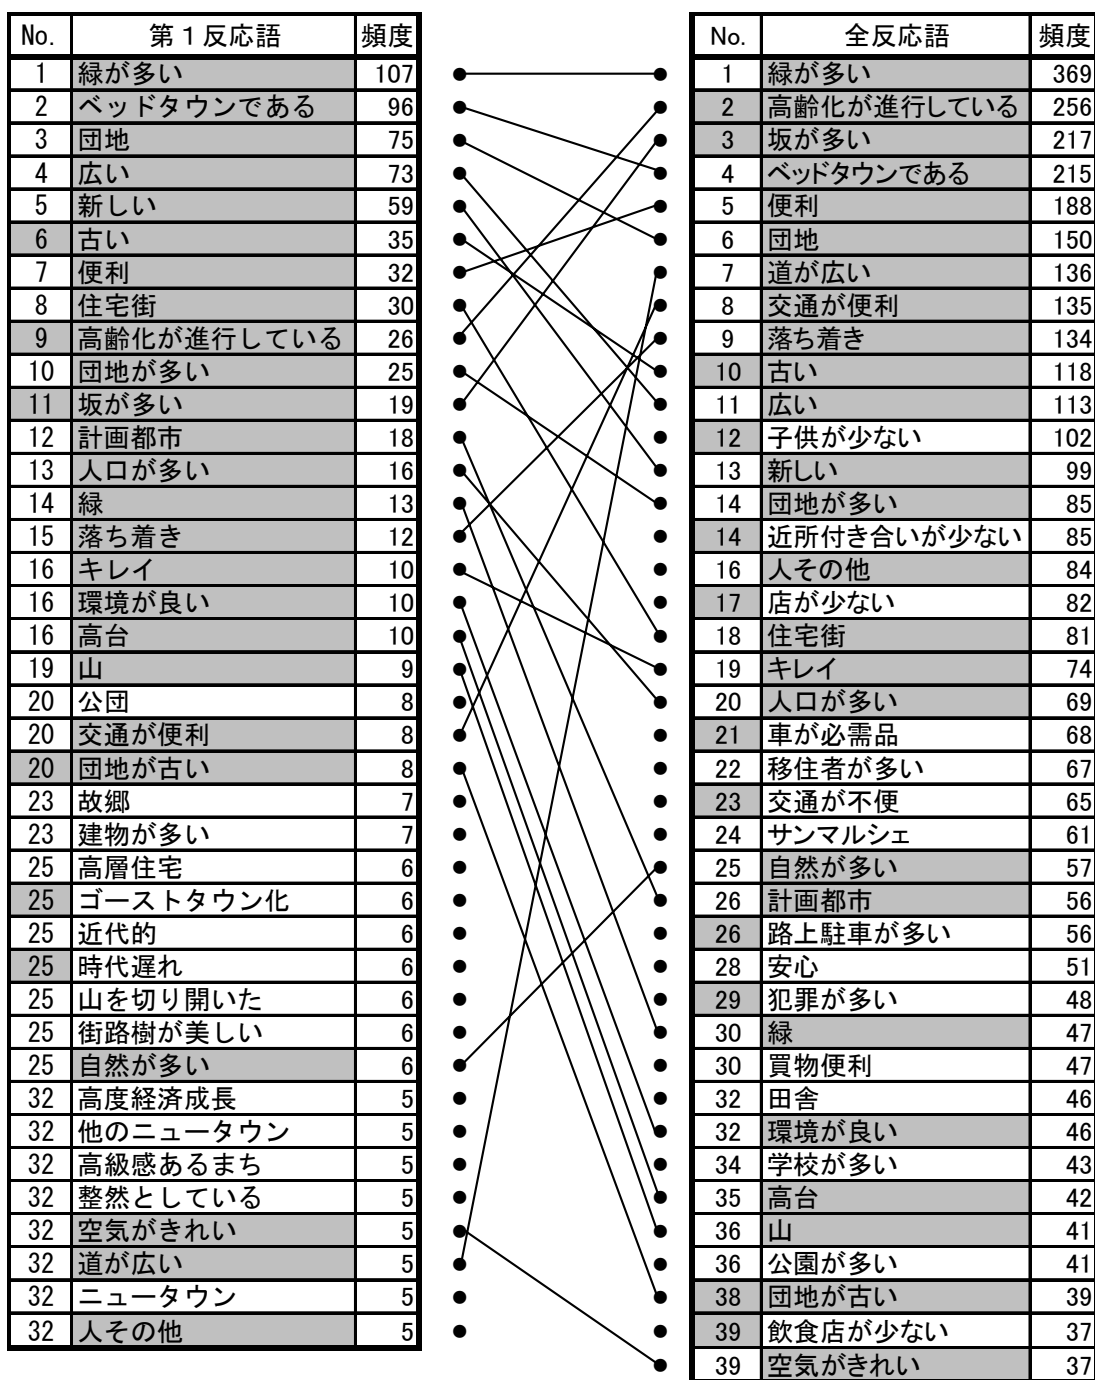 No. 第1反応語 頻度
1 緑が多い 107
2 ベッドタウンである 96
3 団地 75
4 広い 73
5 新しい 59
6 古い 35
7 便利 32
8 住宅街 30
9 高齢化が進行している 26
10 団地が多い 25
11 坂が多い 19
12 計画都市 18
13 人口が多い 16
14 緑 13
15 落ち着き 12
16 キレイ 10
16 環境が良い 10
16 高台 10
19 山 9
20 公団 8
20 交通が便利 8
20 団地が古い 8
23 故郷 7
23 建物が多い 7
25 高層住宅 6
25 ゴーストタウン化 6
25 近代的 6
25 時代遅れ 6
25 山を切り開いた 6
25 街路樹が美しい 6
25 自然が多い 6
32 高度経済成長 5
32 他のニュータウン 5
32 高級感あるまち 5
32 整然としている 5
32 空気がきれい 5
32 道が広い 5
32 ニュータウン 5
32 人その他 5
No. 全反応語 頻度
1 緑が多い 369
2 高齢化が進行している 256
3 坂が多い 217
4 ベッドタウンである 215
5 便利 188
6 団地 150
7 道が広い 136
8 交通が便利 135
9 落ち着き 134
10 古い 118
11 広い 113
12 子供が少ない 102
13 新しい 99
14 団地が多い 85
14 近所付き合いが少ない 85
16 人その他 84
17 店が少ない 82
18 住宅街 81
19 キレイ 74
20 人口が多い 69
21 車が必需品 68
22 移住者が多い 67
23 交通が不便 65
24 サンマルシェ 61
25 自然が多い 57
26 計画都市 56
26 路上駐車が多い 56
28 安心 51
29 犯罪が多い 48
30 緑 47
30 買物便利 47
32 田舎 46
32 環境が良い 46
34 学校が多い 43
35 高台 42
36 山 41
36 公園が多い 41
38 団地が古い 39
39 飲食店が少ない 37
39 空気がきれい 37